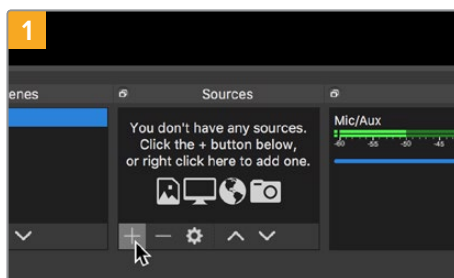 1
enes
Sources
Mic/Aux
You don't have any sources.
Click the + button below,
or right click here to add one.
-60 -55 -50 -45